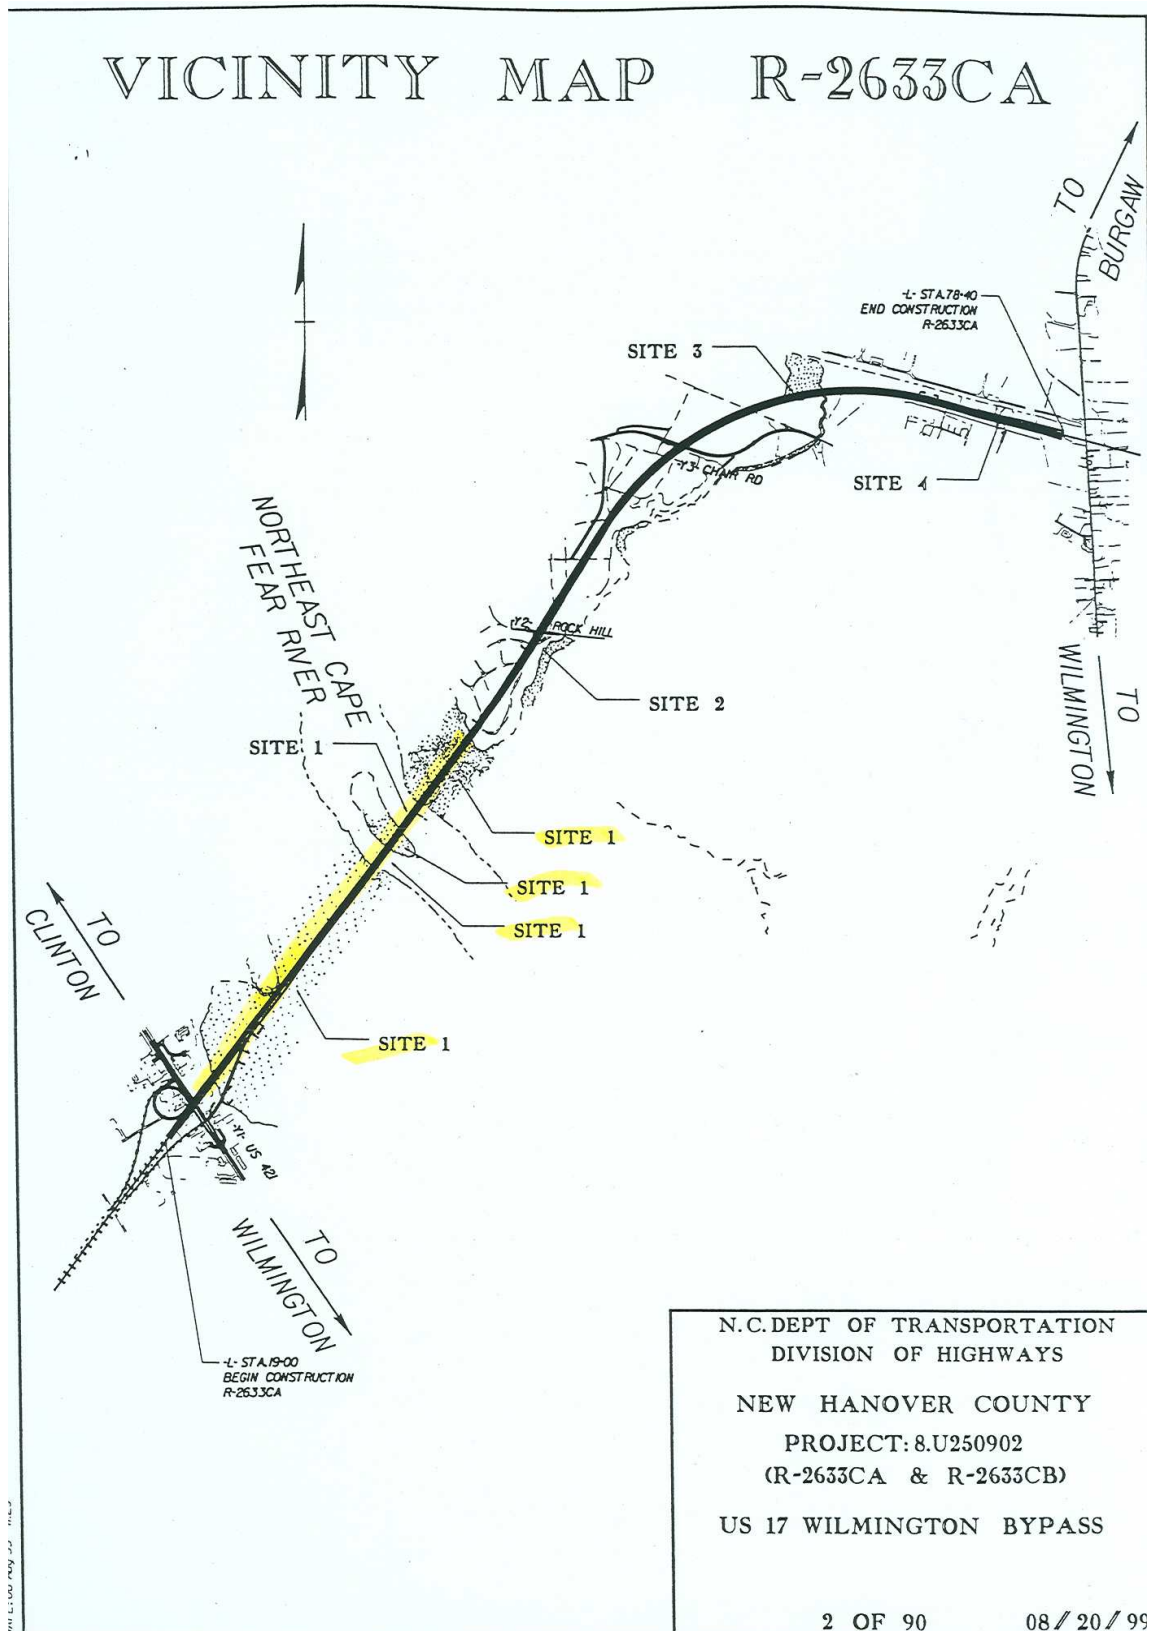 VICINITY MAP R-2633CA
TO
BURGAW
-L- STA.78+40
END CONSTRUCTION
R-2633CA
SITE 3
-Y3- CHAIR RD
SITE 4
NORTHEAST CAPE
FEAR RIVER
-Y2- ROCK HILL
SITE 2
TO
WILMINGTON
SITE 1
SITE 1
SITE 1
SITE 1
TO
CLINTON
SITE 1
-Y1- US 421
TO
WILMINGTON
-L- STA.19+00
BEGIN CONSTRUCTION
R-2633CA
N.C.DEPT OF TRANSPORTATION
DIVISION OF HIGHWAYS
NEW HANOVER COUNTY
PROJECT: 8.U250902
(R-2633CA & R-2633CB)
US 17 WILMINGTON BYPASS
2 OF 90 08/20/99